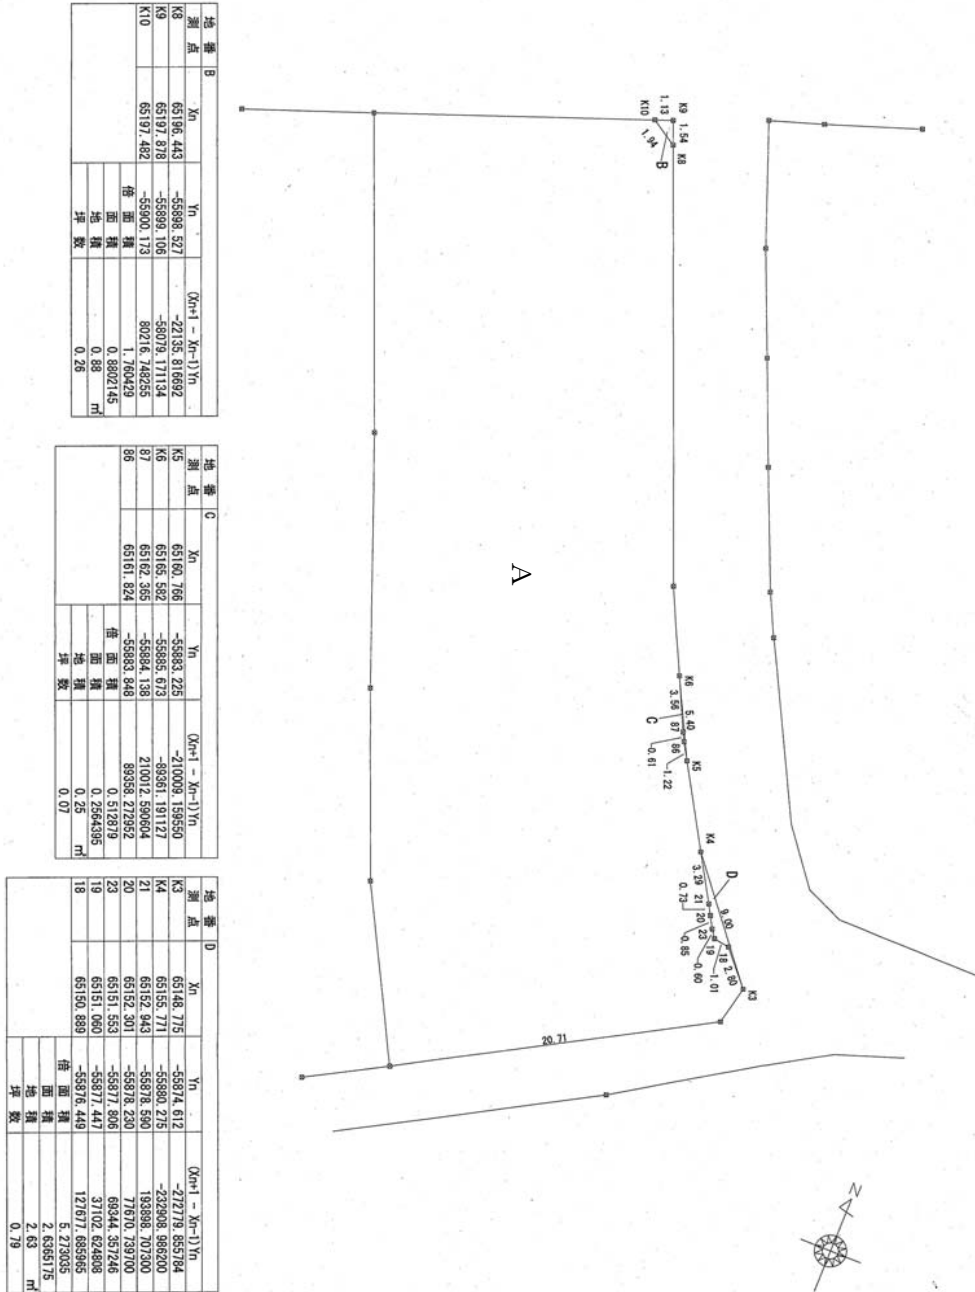 K9
1.54
K8
1.13
K10
1.94
B
A
K6
5.40
3.56
87
C
86
0.61
K5
1.22
K4
D
9.00
3.29
21
0.73
20
23
0.85
19
0.60
18
1.01
2.80
K3
20.71
N
地番 B
測点 Xn Yn (Xn+1 - Xn-1)Yn
K8 65196.443 -55898.527 -22135.816692
K9 65197.878 -55899.106 -58079.171134
K10 65197.482 -55900.173 80216.748255
倍面積 1.760429
面積 0.8802145
地積 0.88 ㎡
坪数 0.26
地番 C
測点 Xn Yn (Xn+1 - Xn-1)Yn
K5 65160.766 -55883.225 -210009.159550
K6 65165.582 -55885.673 -89361.191127
87 65162.365 -55884.138 210012.590604
86 65161.824 -55883.848 89358.272952
倍面積 0.512879
面積 0.2564395
地積 0.25 ㎡
坪数 0.07
地番 D
測点 Xn Yn (Xn+1 - Xn-1)Yn
K3 65148.775 -55874.612 -272779.855784
K4 65155.771 -55880.275 -232908.986200
21 65152.943 -55878.590 193898.707300
20 65152.301 -55878.230 77670.739700
23 65151.553 -55877.806 69344.357246
19 65151.060 -55877.447 37102.624808
18 65150.889 -55876.449 127677.685965
倍面積 5.273035
面積 2.6365175
地積 2.63 ㎡
坪数 0.79